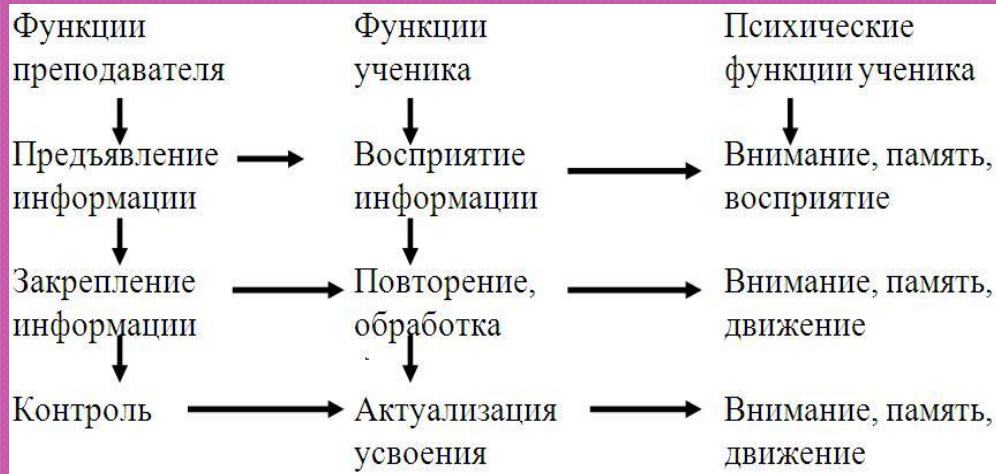 Функции
преподавателя
Функции
ученика
Психические
функции ученика
Предъявление
информации
Восприятие
информации
Внимание, память,
восприятие
Закрепление
информации
Повторение,
обработка
Внимание, память,
движение
Контроль
Актуализация
усвоения
Внимание, память,
движение